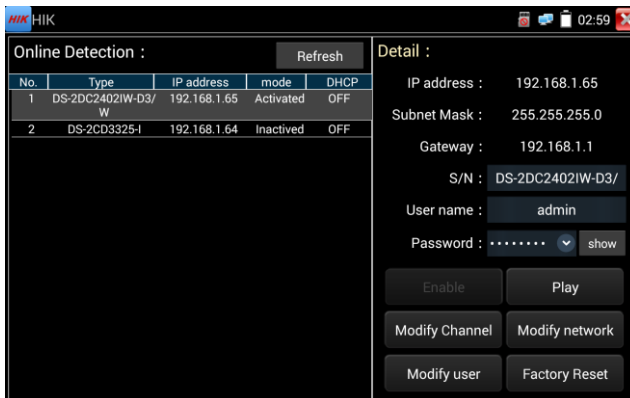 HIK HIK 02:59
Online Detection : Refresh
No. Type IP address mode DHCP
1 DS-2DC2402IW-D3/ 192.168.1.65 Activated OFF
W
2 DS-2CD3325-I 192.168.1.64 Inactived OFF
Detail :
IP address : 192.168.1.65
Subnet Mask : 255.255.255.0
Gateway : 192.168.1.1
S/N : DS-2DC2402IW-D3/
User name : admin
Password : •••••••• show
Enable Play
Modify Channel Modify network
Modify user Factory Reset